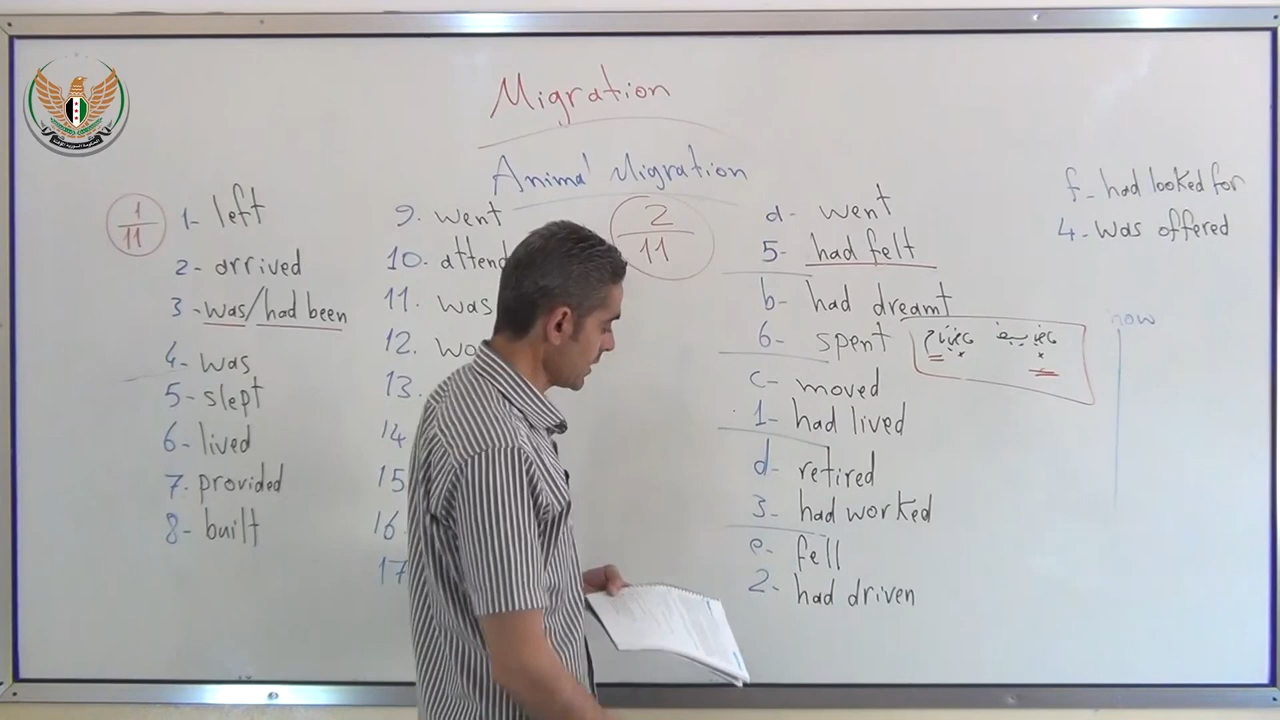 Migration
Animal Migration
1/11
1- left
2- arrived
3- was/had been
4- was
5- slept
6- lived
7- provided
8- built
9. went
10. attend
11. was
12.
13.
14
15
16
17
2/11
a- went
5- had felt
b- had dreamt
6- spent
c- moved
1- had lived
d- retired
3- had worked
e- fell
2- had driven
ماضي بسيط
f- had looked for
4- was offered
now